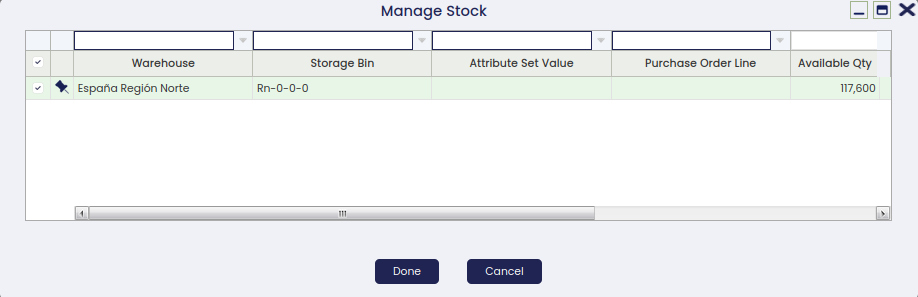 Manage Stock
Warehouse Storage Bin Attribute Set Value Purchase Order Line Available Qty
España Región Norte Rn-0-0-0 117,600
Done Cancel